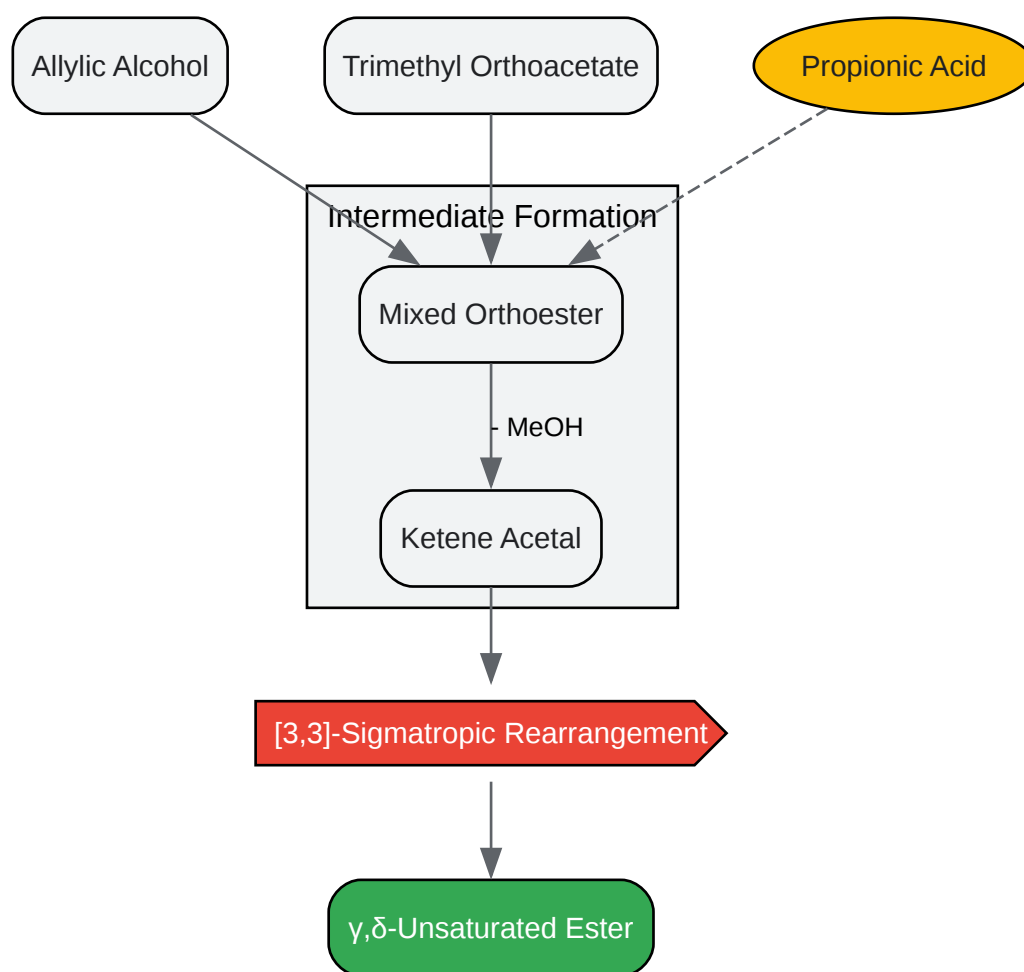 Allylic Alcohol
Trimethyl Orthoacetate
Propionic Acid
Intermediate Formation
Mixed Orthoester
- MeOH
Ketene Acetal
[3,3]-Sigmatropic Rearrangement
γ,δ-Unsaturated Ester